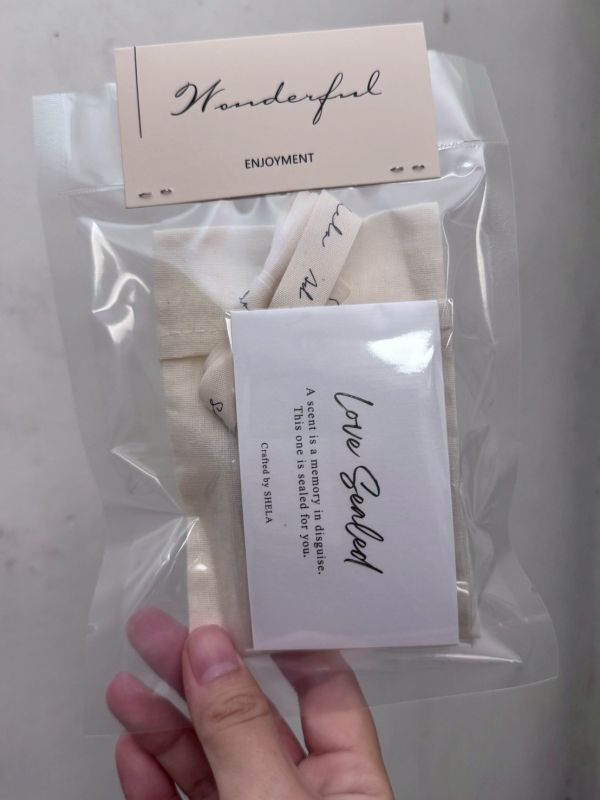 Wonderful
ENJOYMENT
Love Sealed
A scent is a memory in disguise.
This one is sealed for you.
Crafted by SHELA